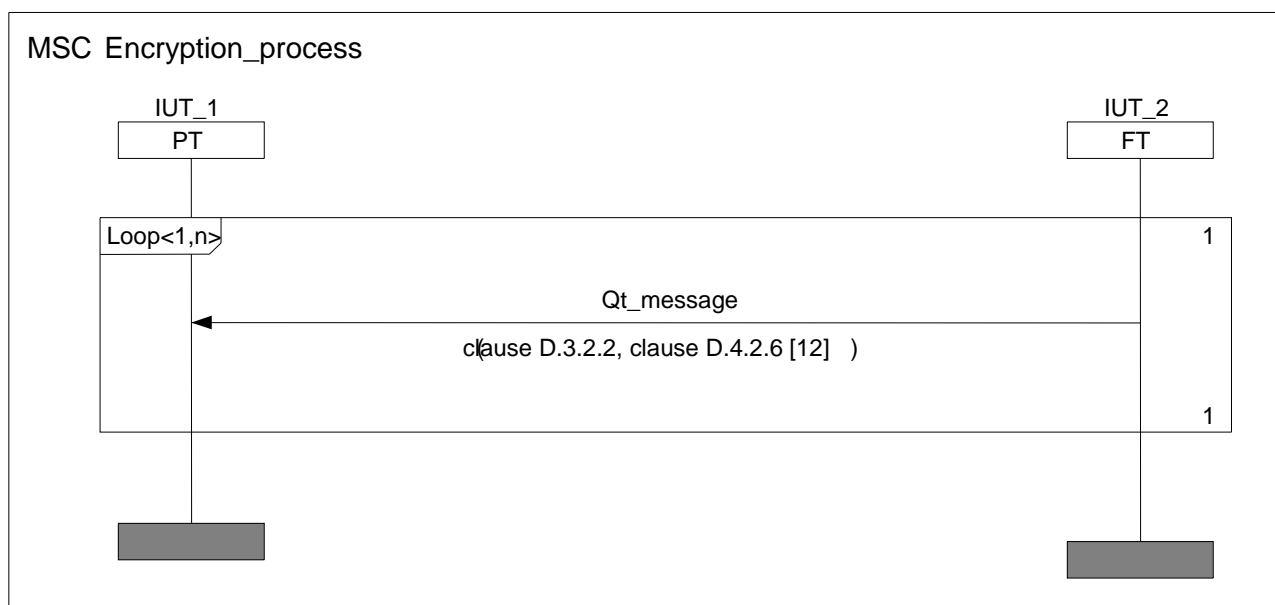 MSC Encryption_process
IUT_1
IUT_2
PT
FT
Loop<1,n>
1
Qt_message
(clause D.3.2.2, clause D.4.2.6 [12] )
1